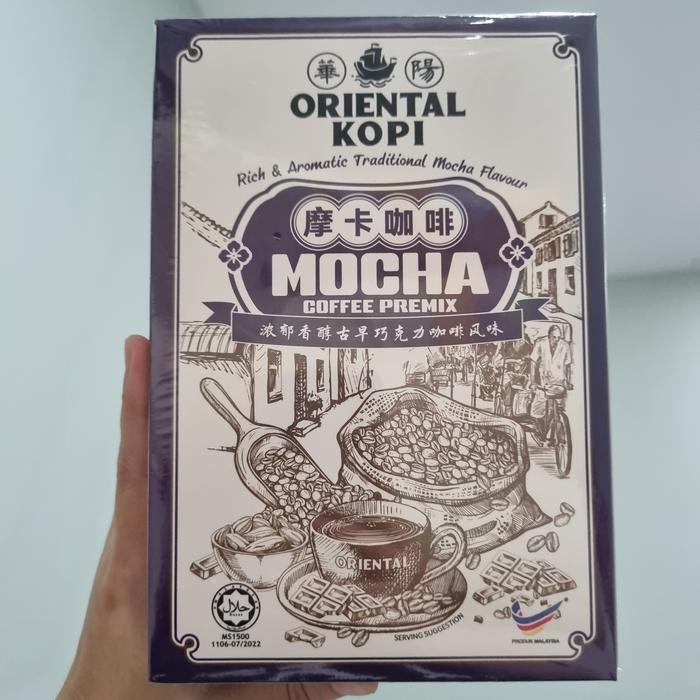 華 陽
ORIENTAL
KOPI
Rich & Aromatic Traditional Mocha Flavour
摩卡咖啡
MOCHA
COFFEE PREMIX
浓郁香醇古早巧克力咖啡风味
ORIENTAL
حلال
MS1500
1106-07/2022
SERVING SUGGESTION
PRODUK MALAYSIA